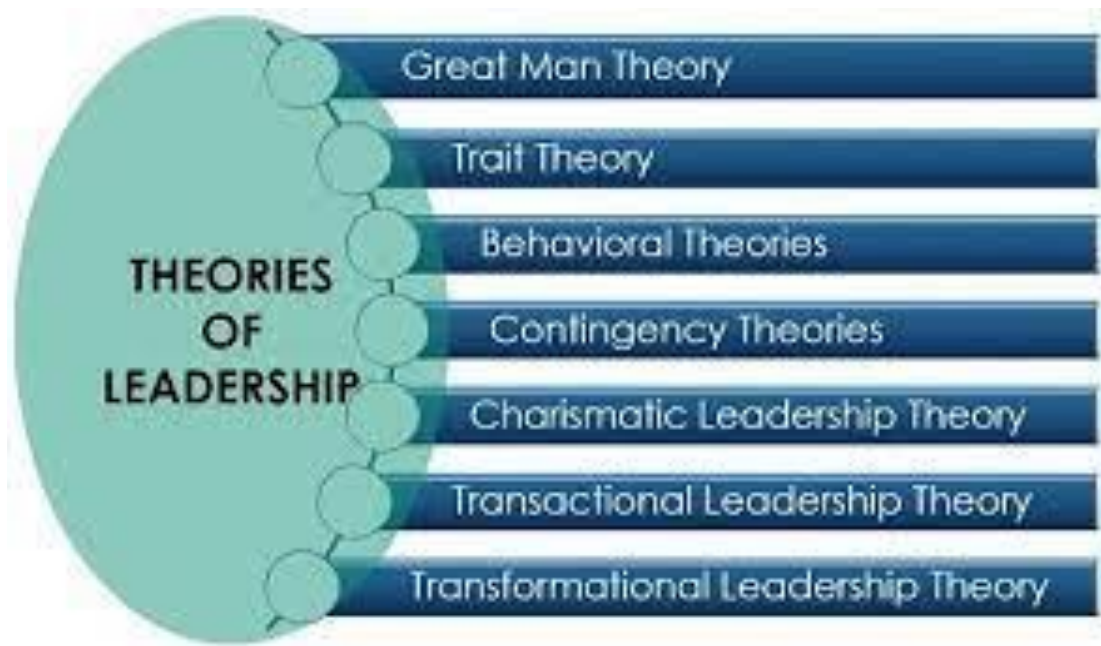 THEORIES
OF
LEADERSHIP
Great Man Theory
Trait Theory
Behavioral Theories
Contingency Theories
Charismatic Leadership Theory
Transactional Leadership Theory
Transformational Leadership Theory